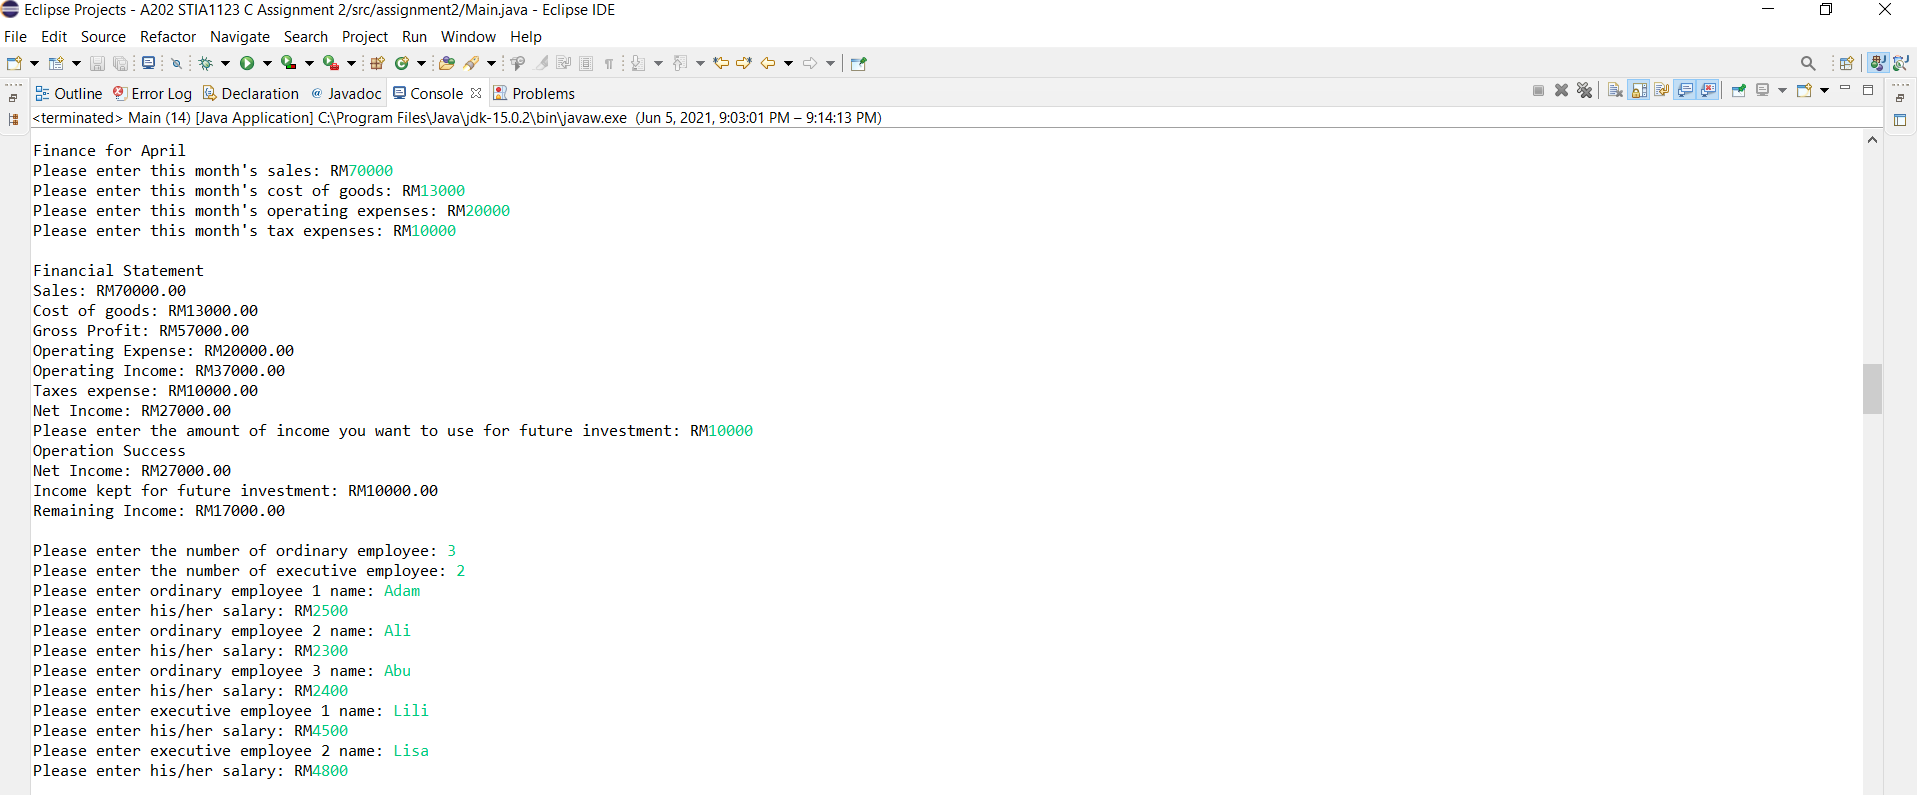 Eclipse Projects - A202 STIA1123 C Assignment 2/src/assignment2/Main.java - Eclipse IDE
File Edit Source Refactor Navigate Search Project Run Window Help
Outline Error Log Declaration @ Javadoc Console Problems
<terminated> Main (14) [Java Application] C:\Program Files\Java\jdk-15.0.2\bin\javaw.exe (Jun 5, 2021, 9:03:01 PM – 9:14:13 PM)
Finance for April
Please enter this month's sales: RM70000
Please enter this month's cost of goods: RM13000
Please enter this month's operating expenses: RM20000
Please enter this month's tax expenses: RM10000
Financial Statement
Sales: RM70000.00
Cost of goods: RM13000.00
Gross Profit: RM57000.00
Operating Expense: RM20000.00
Operating Income: RM37000.00
Taxes expense: RM10000.00
Net Income: RM27000.00
Please enter the amount of income you want to use for future investment: RM10000
Operation Success
Net Income: RM27000.00
Income kept for future investment: RM10000.00
Remaining Income: RM17000.00
Please enter the number of ordinary employee: 3
Please enter the number of executive employee: 2
Please enter ordinary employee 1 name: Adam
Please enter his/her salary: RM2500
Please enter ordinary employee 2 name: Ali
Please enter his/her salary: RM2300
Please enter ordinary employee 3 name: Abu
Please enter his/her salary: RM2400
Please enter executive employee 1 name: Lili
Please enter his/her salary: RM4500
Please enter executive employee 2 name: Lisa
Please enter his/her salary: RM4800